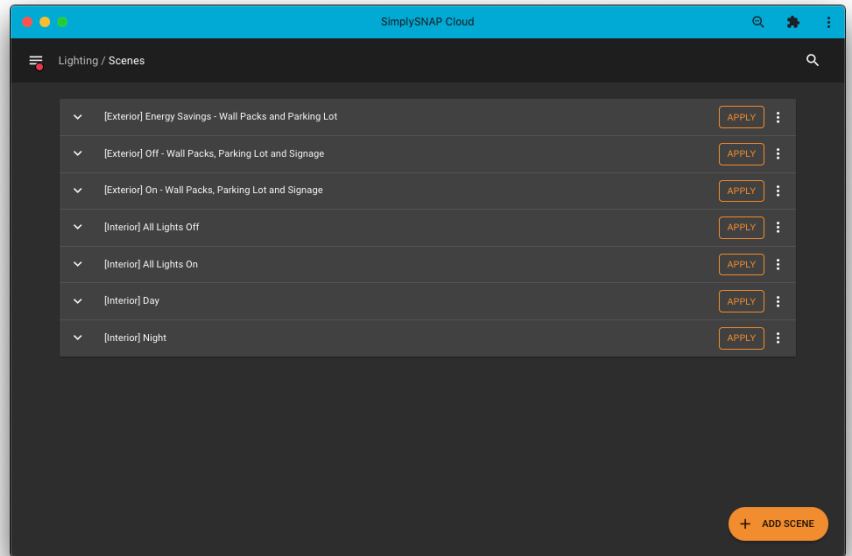 SimplySNAP Cloud
Lighting / Scenes
[Exterior] Energy Savings - Wall Packs and Parking Lot APPLY
[Exterior] Off - Wall Packs, Parking Lot and Signage APPLY
[Exterior] On - Wall Packs, Parking Lot and Signage APPLY
[Interior] All Lights Off APPLY
[Interior] All Lights On APPLY
[Interior] Day APPLY
[Interior] Night APPLY
+ ADD SCENE